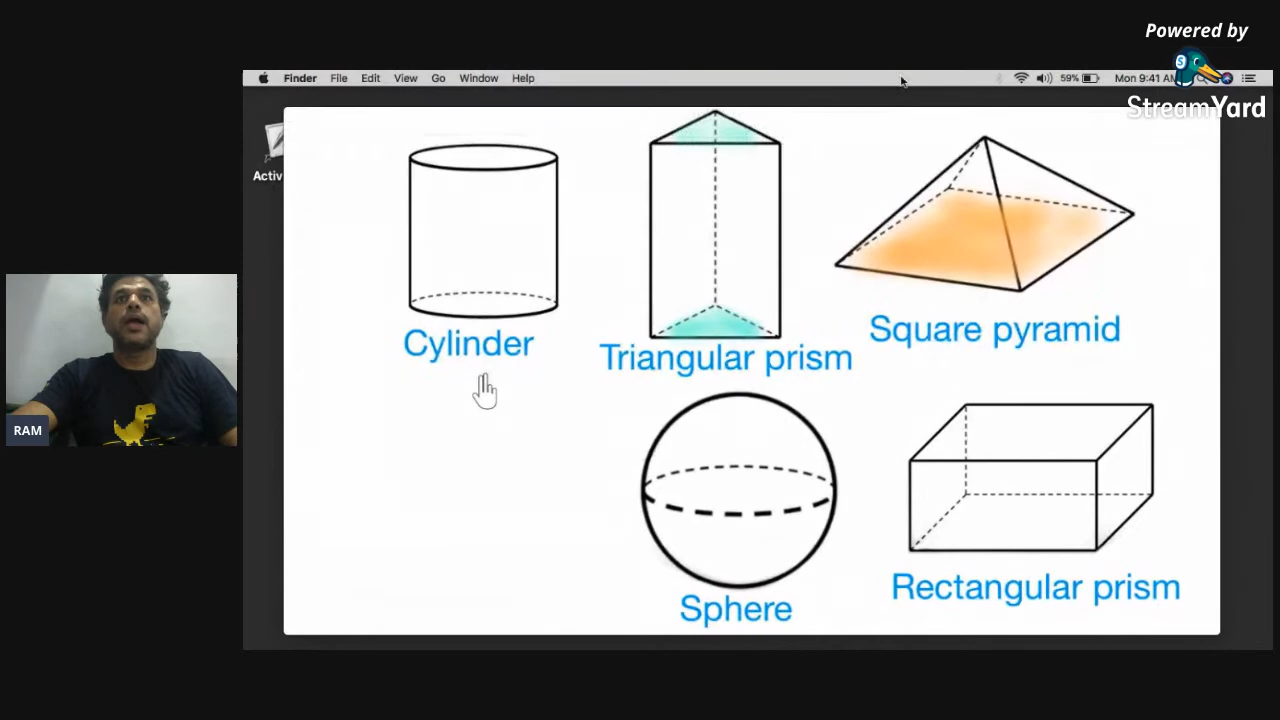 Powered by
StreamYard
Finder File Edit View Go Window Help
59% Mon 9:41 AM
Activ
Cylinder
Triangular prism
Square pyramid
Sphere
Rectangular prism
RAM